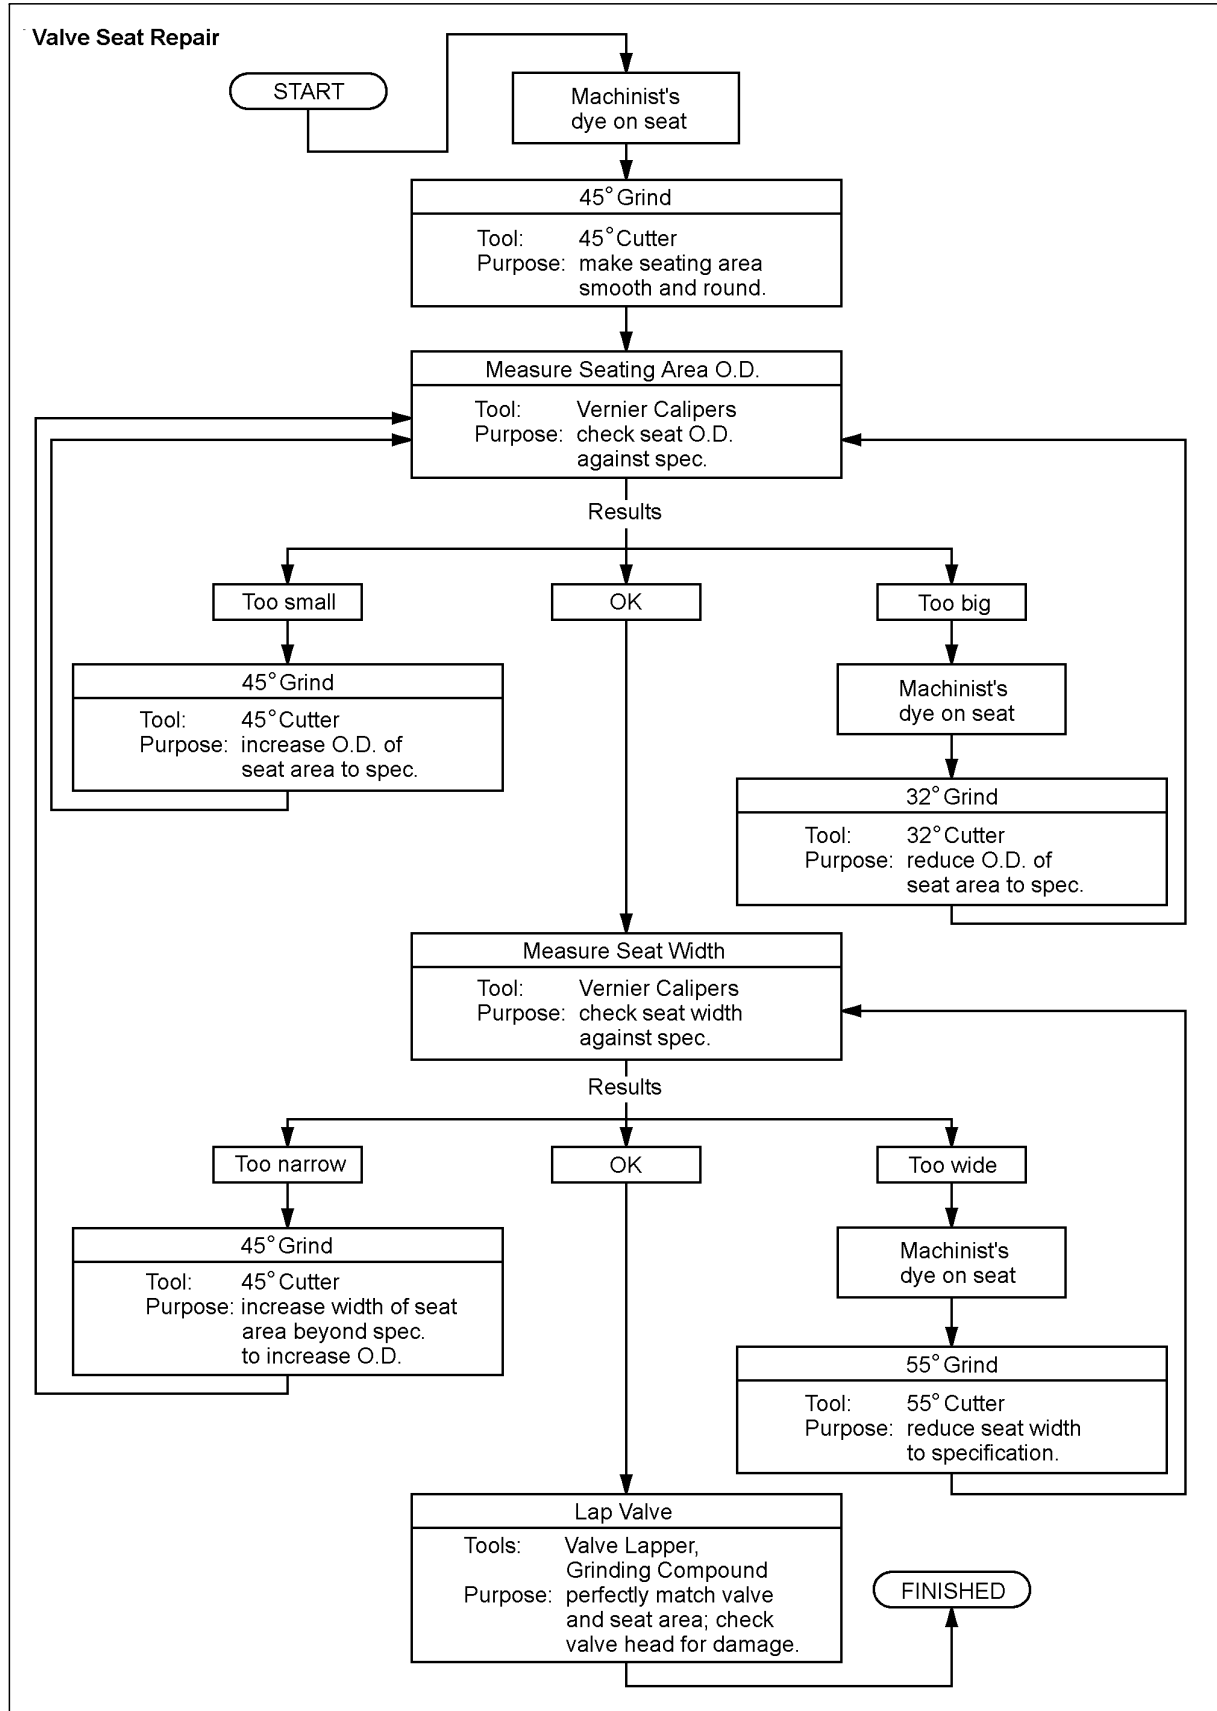 Valve Seat Repair
START
Machinist's
dye on seat
45° Grind
Tool: 45° Cutter
Purpose: make seating area
smooth and round.
Measure Seating Area O.D.
Tool: Vernier Calipers
Purpose: check seat O.D.
against spec.
Results
Too small
OK
Too big
45° Grind
Tool: 45° Cutter
Purpose: increase O.D. of
seat area to spec.
Machinist's
dye on seat
32° Grind
Tool: 32° Cutter
Purpose: reduce O.D. of
seat area to spec.
Measure Seat Width
Tool: Vernier Calipers
Purpose: check seat width
against spec.
Results
Too narrow
OK
Too wide
45° Grind
Tool: 45° Cutter
Purpose: increase width of seat
area beyond spec.
to increase O.D.
Machinist's
dye on seat
55° Grind
Tool: 55° Cutter
Purpose: reduce seat width
to specification.
Lap Valve
Tools: Valve Lapper,
Grinding Compound
Purpose: perfectly match valve
and seat area; check
valve head for damage.
FINISHED